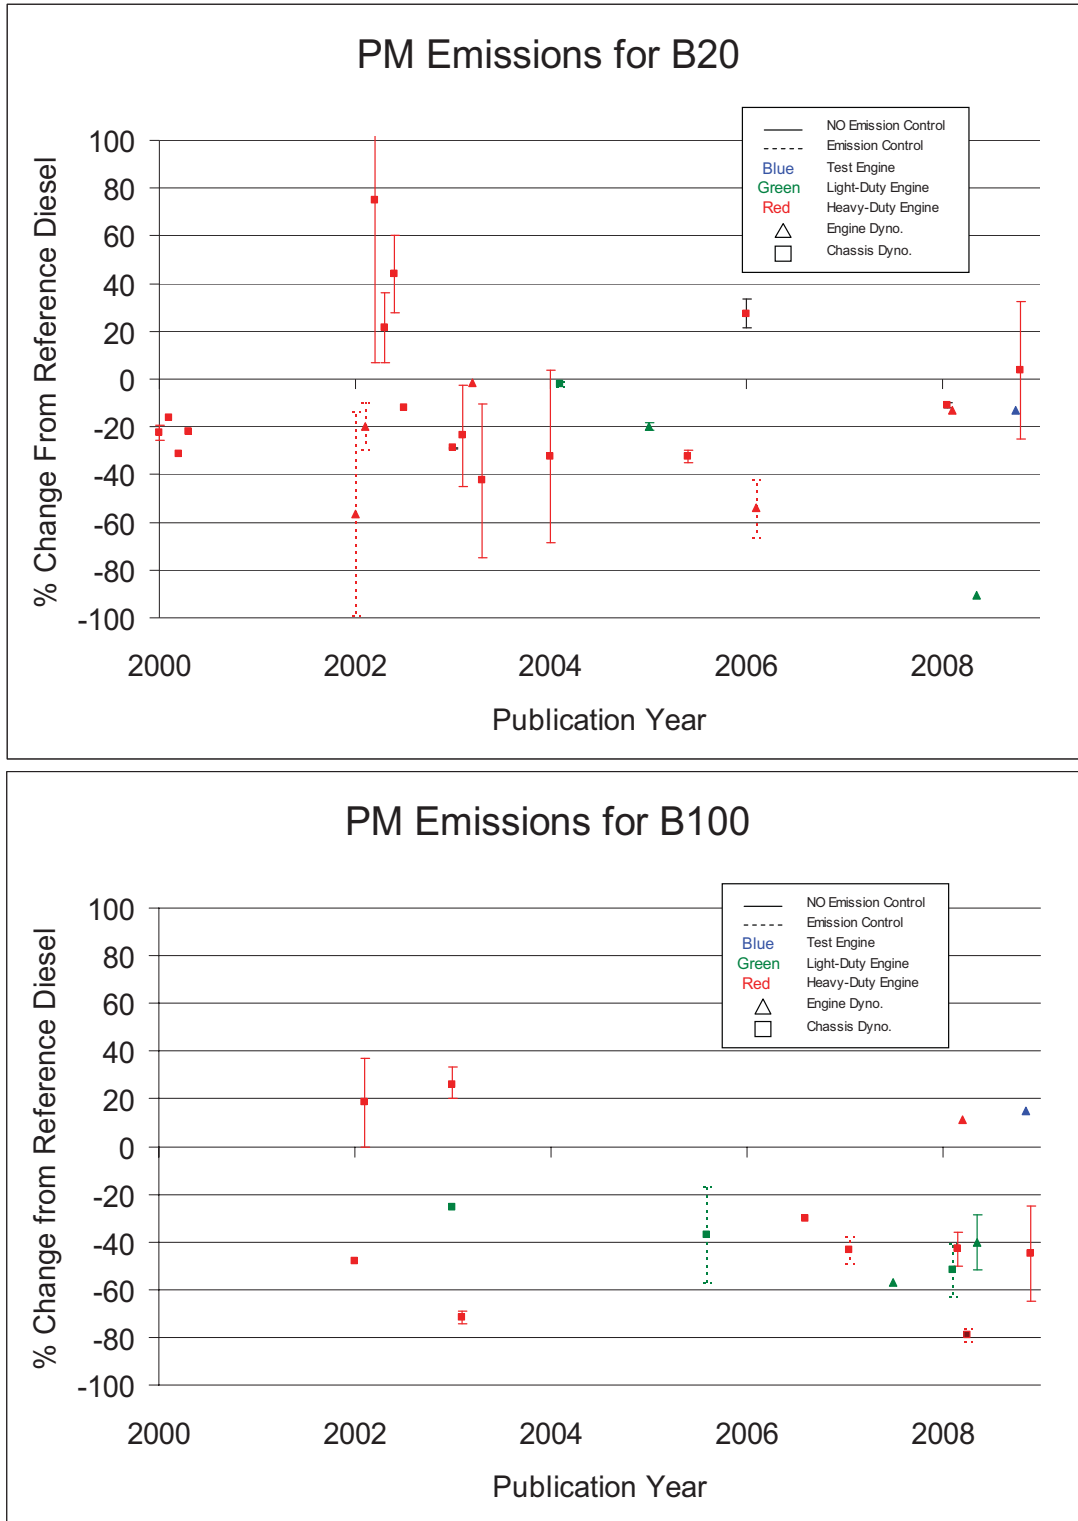 PM Emissions for B20
NO Emission Control
Emission Control
Blue Test Engine
Green Light-Duty Engine
Red Heavy-Duty Engine
Engine Dyno.
Chassis Dyno.
% Change From Reference Diesel
100
80
60
40
20
0
-20
-40
-60
-80
-100
2000 2002 2004 2006 2008
Publication Year
PM Emissions for B100
NO Emission Control
Emission Control
Blue Test Engine
Green Light-Duty Engine
Red Heavy-Duty Engine
Engine Dyno.
Chassis Dyno.
% Change from Reference Diesel
100
80
60
40
20
0
-20
-40
-60
-80
-100
2000 2002 2004 2006 2008
Publication Year